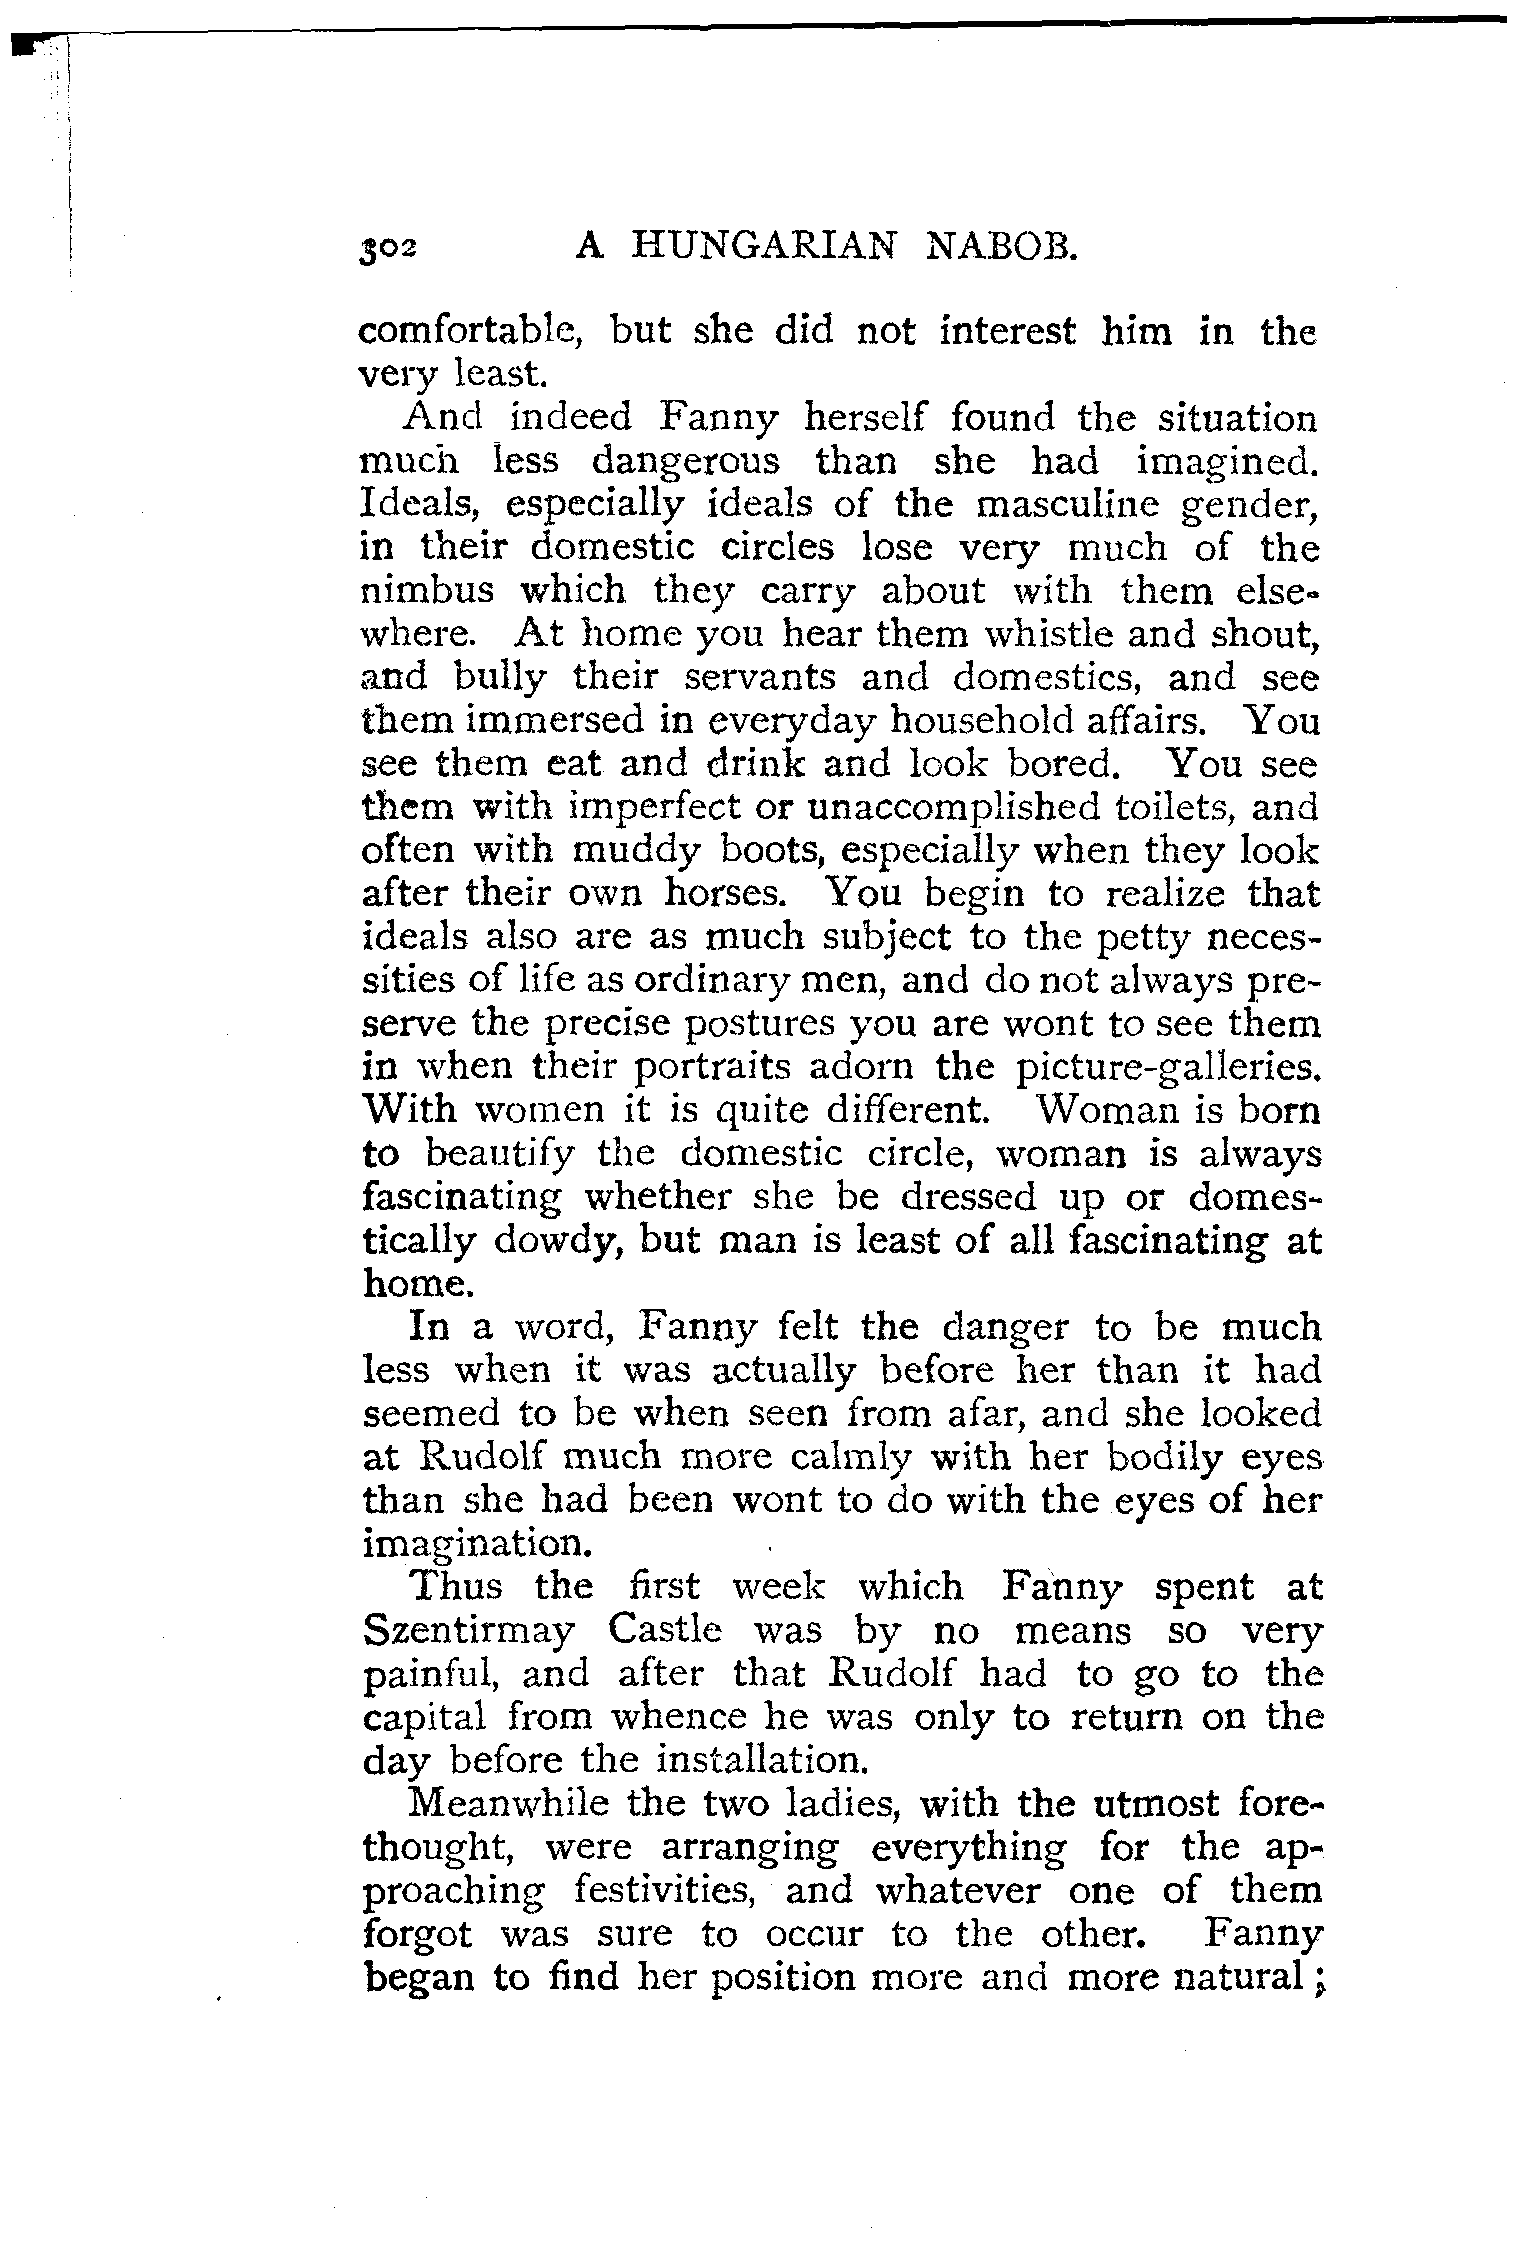 302 A HUNGARIAN NABOB.
comfortable, but she did not interest him in the
very least.
And indeed Fanny herself found the situation
much less dangerous than she had imagined.
Ideals, especially ideals of the masculine gender,
in their domestic circles lose very much of the
nimbus which they carry about with them else-
where. At home you hear them whistle and shout,
and bully their servants and domestics, and see
them immersed in everyday household affairs. You
see them eat and drink and look bored. You see
them with imperfect or unaccomplished toilets, and
often with muddy boots, especially when they look
after their own horses. You begin to realize that
ideals also are as much subject to the petty neces-
sities of life as ordinary men, and do not always pre-
serve the precise postures you are wont to see them
in when their portraits adorn the picture-galleries.
With women it is quite different. Woman is born
to beautify the domestic circle, woman is always
fascinating whether she be dressed up or domes-
tically dowdy, but man is least of all fascinating at
home.
In a word, Fanny felt the danger to be much
less when it was actually before her than it had
seemed to be when seen from afar, and she looked
at Rudolf much more calmly with her bodily eyes
than she had been wont to do with the eyes of her
imagination.
Thus the first week which Fanny spent at
Szentirmay Castle was by no means so very
painful, and after that Rudolf had to go to the
capital from whence he was only to return on the
day before the installation.
Meanwhile the two ladies, with the utmost fore-
thought, were arranging everything for the ap-
proaching festivities, and whatever one of them
forgot was sure to occur to the other. Fanny
began to find her position more and more natural;